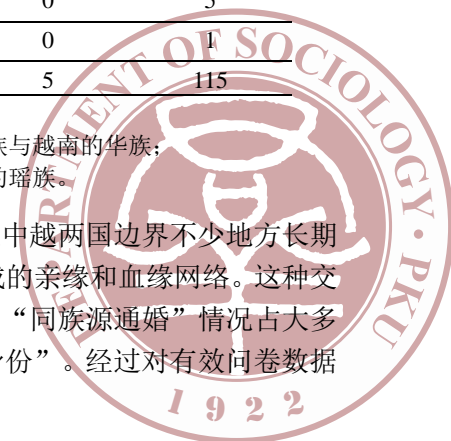 0 5
0 1
5 115
族与越南的华族；
的瑶族。
中越两国边界不少地方长期
成的亲缘和血缘网络。这种交
“同族源通婚”情况占大多
身份”。经过对有效问卷数据
DEPARTMENT OF SOCIOLOGY · PKU
1922